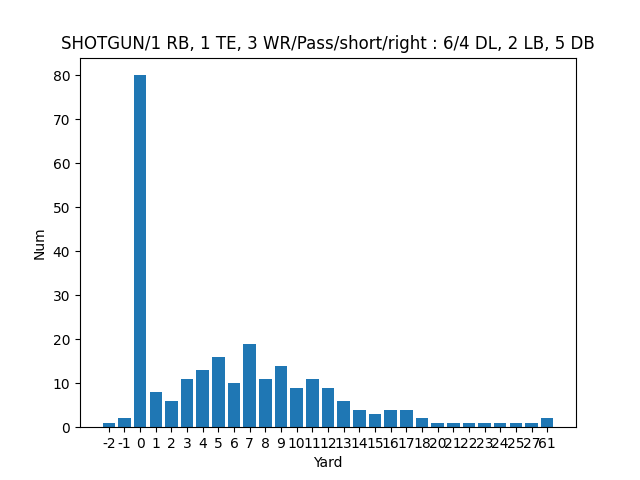 SHOTGUN/1 RB, 1 TE, 3 WR/Pass/short/right : 6/4 DL, 2 LB, 5 DB
80
70
60
50
40
30
20
10
0
Num
-2 -1 0 1 2 3 4 5 6 7 8 9 10 11 12 13 14 15 16 17 18 20 21 22 23 24 25 27 61
Yard